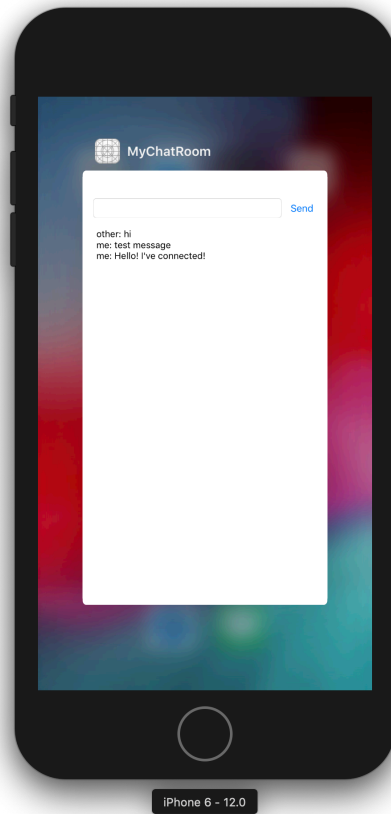 MyChatRoom
Send
other: hi
me: test message
me: Hello! I've connected!
iPhone 6 - 12.0